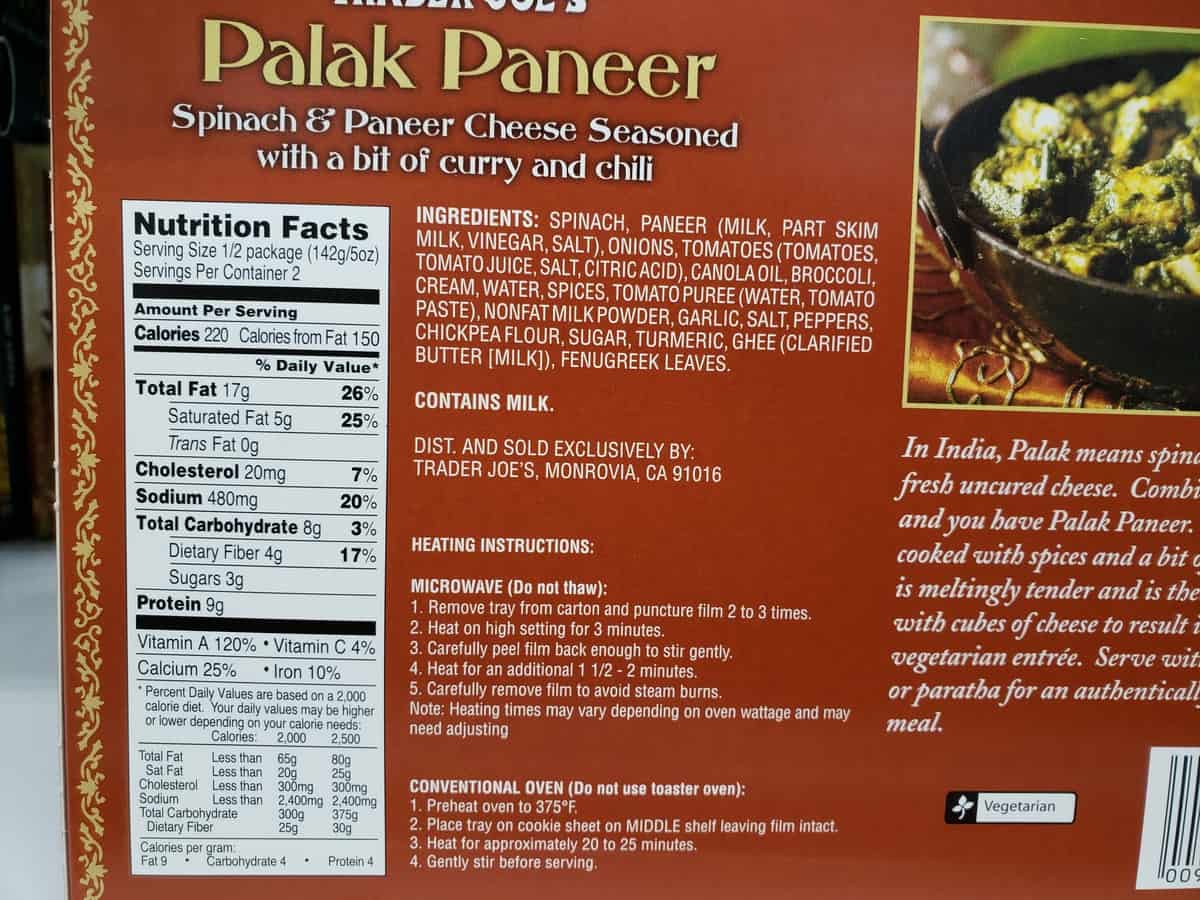 TRADER JOE'S
Palak Paneer
Spinach & Paneer Cheese Seasoned
with a bit of curry and chili
Nutrition Facts
Serving Size 1/2 package (142g/5oz)
Servings Per Container 2
Amount Per Serving
Calories 220 Calories from Fat 150
% Daily Value*
Total Fat 17g 26%
Saturated Fat 5g 25%
Trans Fat 0g
Cholesterol 20mg 7%
Sodium 480mg 20%
Total Carbohydrate 8g 3%
Dietary Fiber 4g 17%
Sugars 3g
Protein 9g
Vitamin A 120% • Vitamin C 4%
Calcium 25% • Iron 10%
* Percent Daily Values are based on a 2,000
calorie diet. Your daily values may be higher
or lower depending on your calorie needs:
Calories: 2,000 2,500
Total Fat Less than 65g 80g
Sat Fat Less than 20g 25g
Cholesterol Less than 300mg 300mg
Sodium Less than 2,400mg 2,400mg
Total Carbohydrate 300g 375g
Dietary Fiber 25g 30g
Calories per gram:
Fat 9 • Carbohydrate 4 • Protein 4
INGREDIENTS: SPINACH, PANEER (MILK, PART SKIM
MILK, VINEGAR, SALT), ONIONS, TOMATOES (TOMATOES,
TOMATO JUICE, SALT, CITRIC ACID), CANOLA OIL, BROCCOLI,
CREAM, WATER, SPICES, TOMATO PUREE (WATER, TOMATO
PASTE), NONFAT MILK POWDER, GARLIC, SALT, PEPPERS,
CHICKPEA FLOUR, SUGAR, TURMERIC, GHEE (CLARIFIED
BUTTER [MILK]), FENUGREEK LEAVES.
CONTAINS MILK.
DIST. AND SOLD EXCLUSIVELY BY:
TRADER JOE'S, MONROVIA, CA 91016
HEATING INSTRUCTIONS:
MICROWAVE (Do not thaw):
1. Remove tray from carton and puncture film 2 to 3 times.
2. Heat on high setting for 3 minutes.
3. Carefully peel film back enough to stir gently.
4. Heat for an additional 1 1/2 - 2 minutes.
5. Carefully remove film to avoid steam burns.
Note: Heating times may vary depending on oven wattage and may
need adjusting
CONVENTIONAL OVEN (Do not use toaster oven):
1. Preheat oven to 375°F.
2. Place tray on cookie sheet on MIDDLE shelf leaving film intact.
3. Heat for approximately 20 to 25 minutes.
4. Gently stir before serving.
In India, Palak means
fresh uncured cheese.
and you have Palak Paneer.
cooked with spices and a bit
is meltingly tender and is the
with cubes of cheese to result
vegetarian entrée. Serve
or paratha for an
meal.
Vegetarian
009